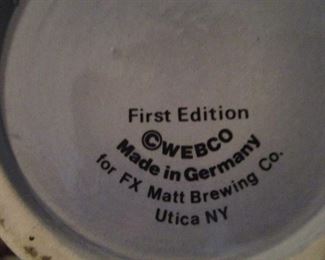 First Edition
©WEBCO
Made in Germany
for FX Matt Brewing Co.
Utica NY